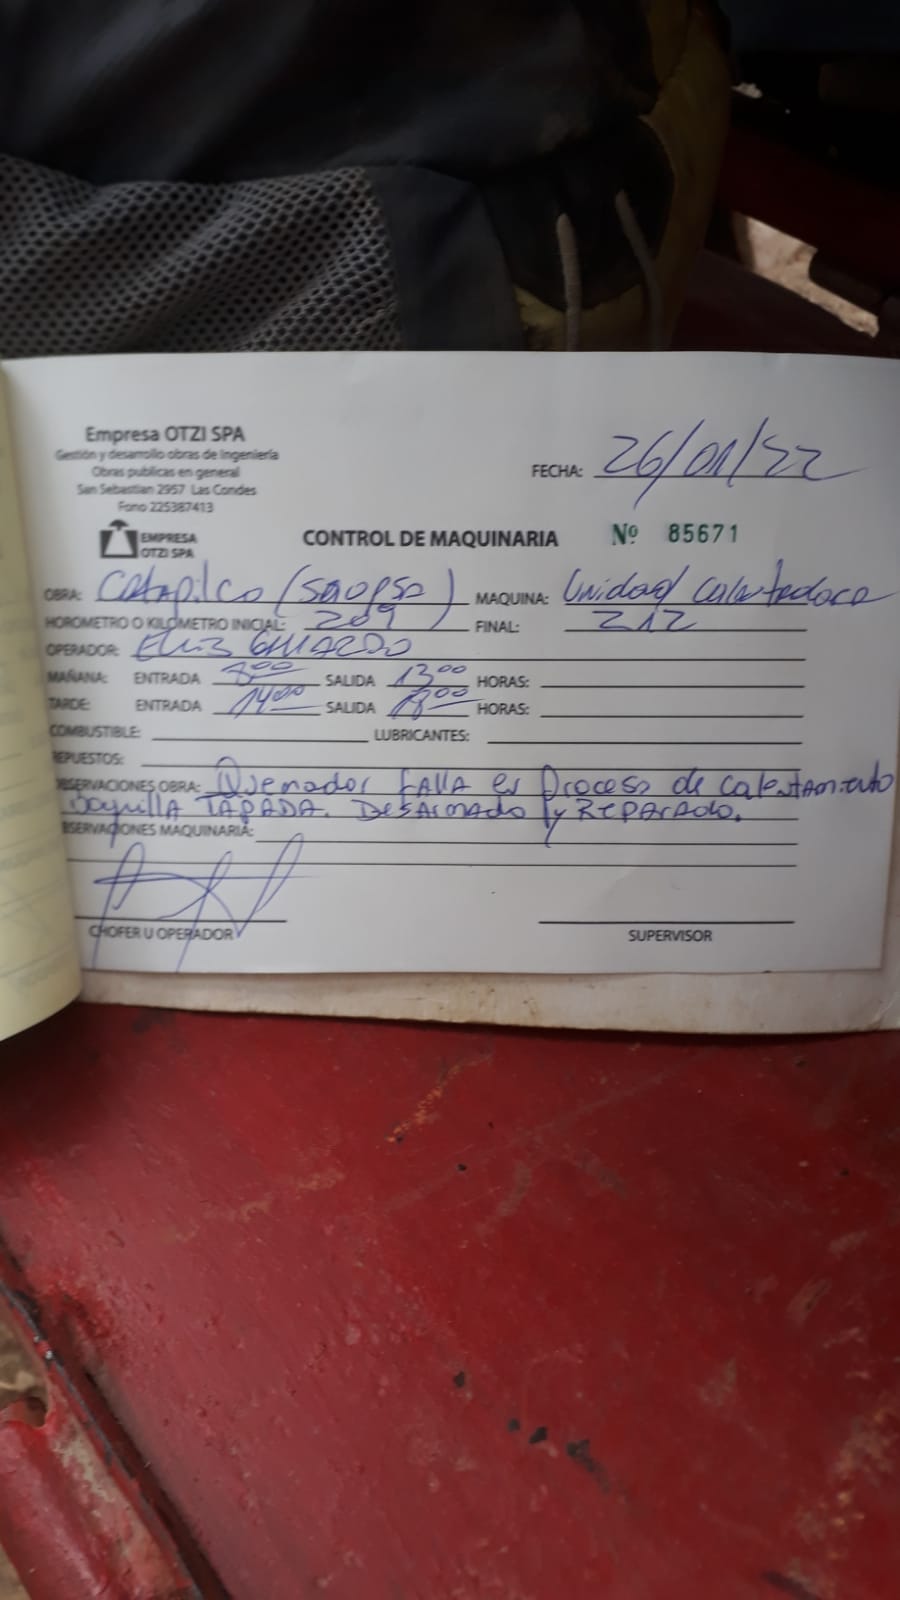 Empresa OTZI SPA
Gestión y desarrollo obras de Ingeniería
Obras publicas en general
San Sebastian 2957 Las Condes
Fono 225387413
FECHA: 26/01/22
EMPRESA
OTZI SPA
CONTROL DE MAQUINARIA Nº 85671
OBRA: Catapilco ( ) MAQUINA: Unidad Calentadora
HOROMETRO O KILOMETRO INICIAL: 209 FINAL: 212
OPERADOR: GALLARDO
MAÑANA: ENTRADA 8:00 SALIDA 13:00 HORAS:
TARDE: ENTRADA 14:00 SALIDA 18:00 HORAS:
COMBUSTIBLE: LUBRICANTES:
REPUESTOS:
OBSERVACIONES OBRA: Quemador FALLA en Proceso de calentamiento
Boquilla TAPADA. DESARMADO y REPARADO.
OBSERVACIONES MAQUINARIA:
CHOFER U OPERADOR SUPERVISOR